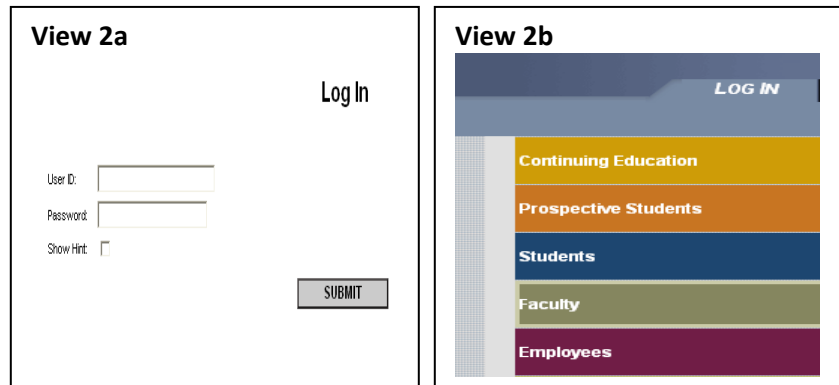 View 2a
Log In
User ID:
Password:
Show Hint:
SUBMIT
View 2b
LOG IN
Continuing Education
Prospective Students
Students
Faculty
Employees